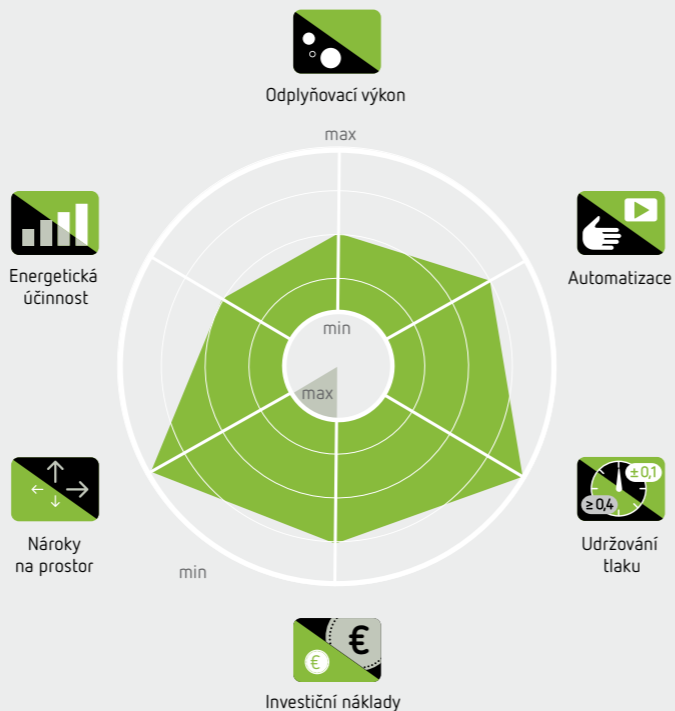 Odplyňovací výkon
max
Energetická
účinnost
Automatizace
min
max
± 0,1
≥ 0,4
Nároky
na prostor
Udržování
tlaku
min
€
€
Investiční náklady